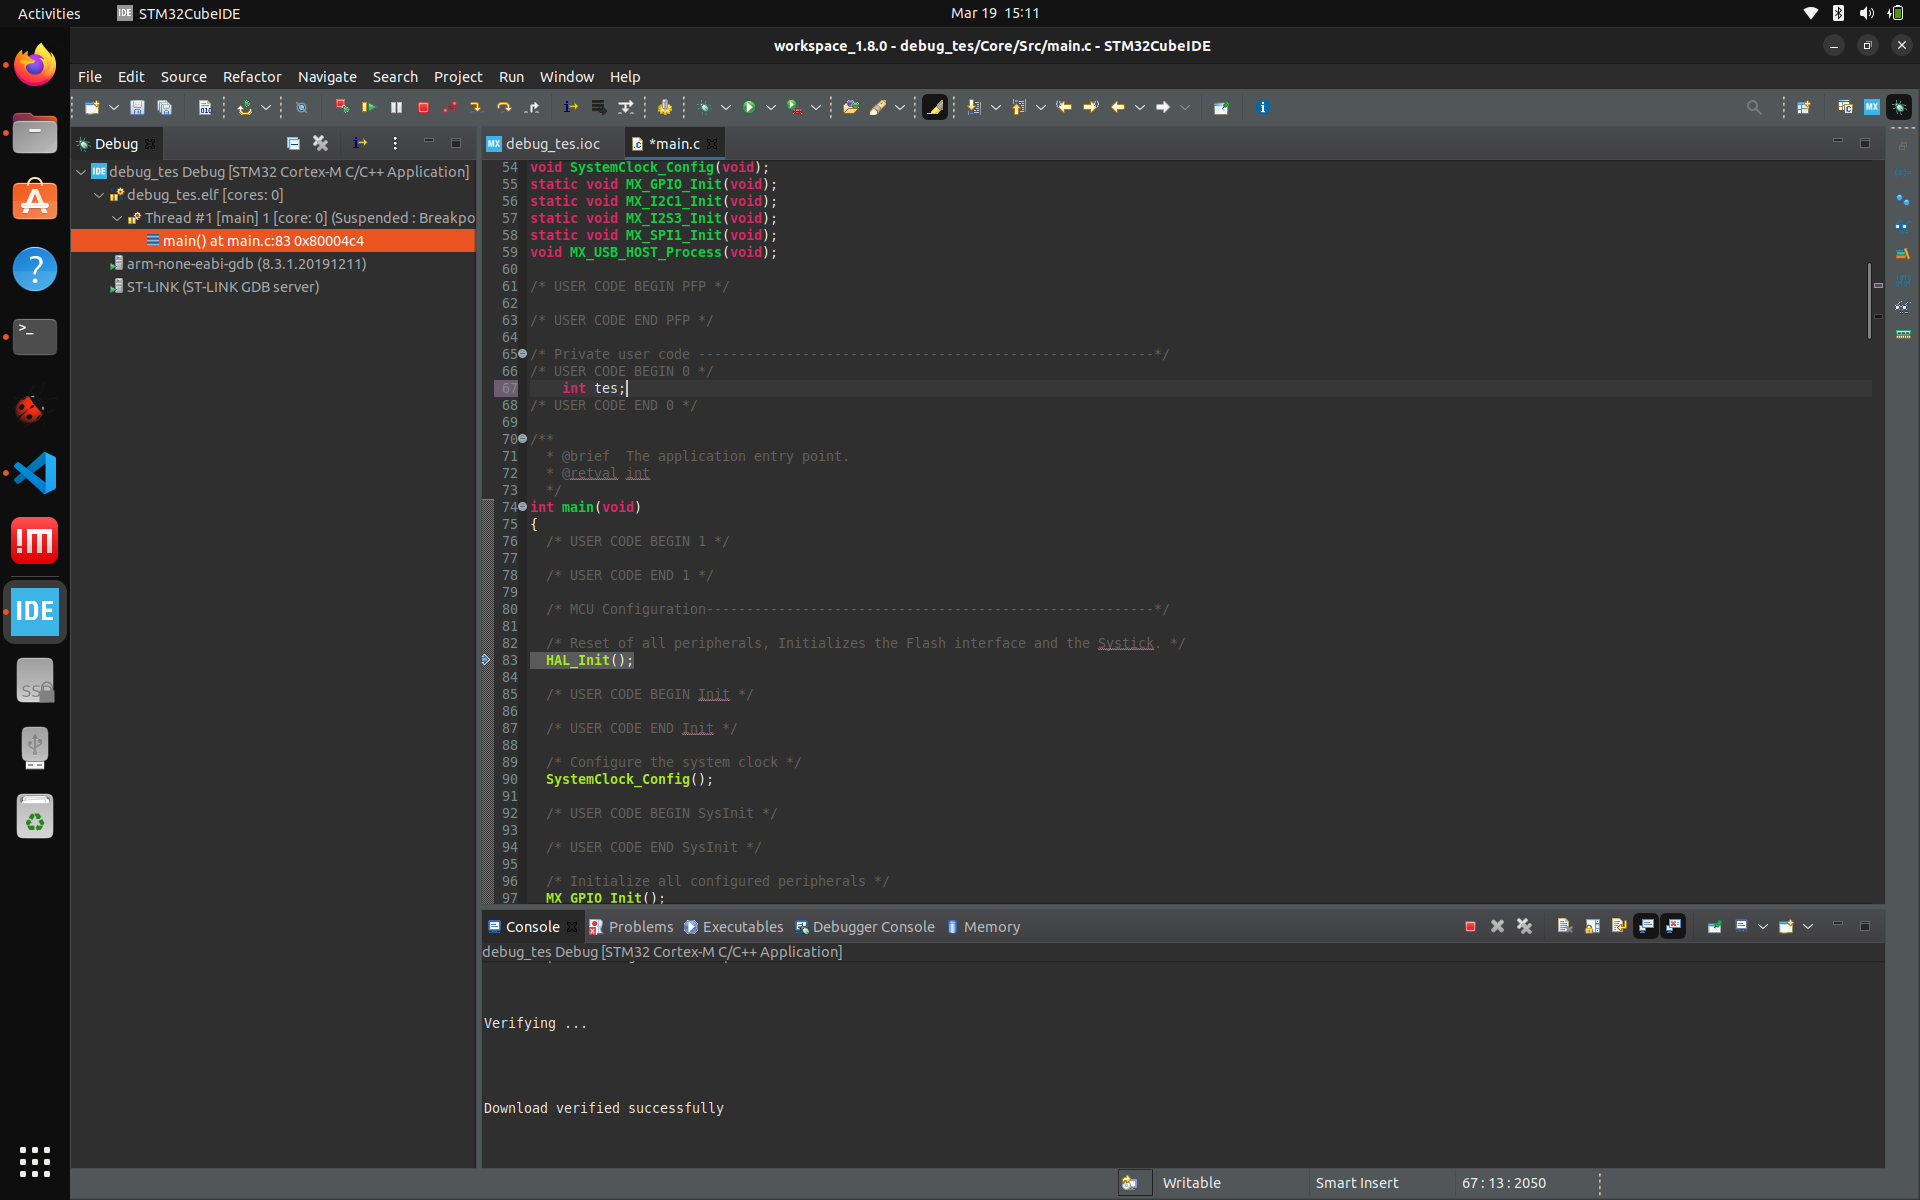 Activities
IDE STM32CubeIDE
Mar 19 15:11
workspace_1.8.0 - debug_tes/Core/Src/main.c - STM32CubeIDE
File Edit Source Refactor Navigate Search Project Run Window Help
Debug
IDE debug_tes Debug [STM32 Cortex-M C/C++ Application]
debug_tes.elf [cores: 0]
Thread #1 [main] 1 [core: 0] (Suspended : Breakpo
main() at main.c:83 0x80004c4
arm-none-eabi-gdb (8.3.1.20191211)
ST-LINK (ST-LINK GDB server)
MX debug_tes.ioc
*main.c
54 void SystemClock_Config(void);
55 static void MX_GPIO_Init(void);
56 static void MX_I2C1_Init(void);
57 static void MX_I2S3_Init(void);
58 static void MX_SPI1_Init(void);
59 void MX_USB_HOST_Process(void);
60
61 /* USER CODE BEGIN PFP */
62
63 /* USER CODE END PFP */
64
65 /* Private user code ---------------------------------------------------------*/
66 /* USER CODE BEGIN 0 */
67 int tes;
68 /* USER CODE END 0 */
69
70 /**
71 * @brief  The application entry point.
72 * @retval int
73 */
74 int main(void)
75 {
76 /* USER CODE BEGIN 1 */
77
78 /* USER CODE END 1 */
79
80 /* MCU Configuration--------------------------------------------------------*/
81
82 /* Reset of all peripherals, Initializes the Flash interface and the Systick. */
83 HAL_Init();
84
85 /* USER CODE BEGIN Init */
86
87 /* USER CODE END Init */
88
89 /* Configure the system clock */
90 SystemClock_Config();
91
92 /* USER CODE BEGIN SysInit */
93
94 /* USER CODE END SysInit */
95
96 /* Initialize all configured peripherals */
97 MX_GPIO_Init();
Console Problems Executables Debugger Console Memory
debug_tes Debug [STM32 Cortex-M C/C++ Application]
Verifying ...
Download verified successfully
Writable
Smart Insert
67 : 13 : 2050
IDE
SSD
MX